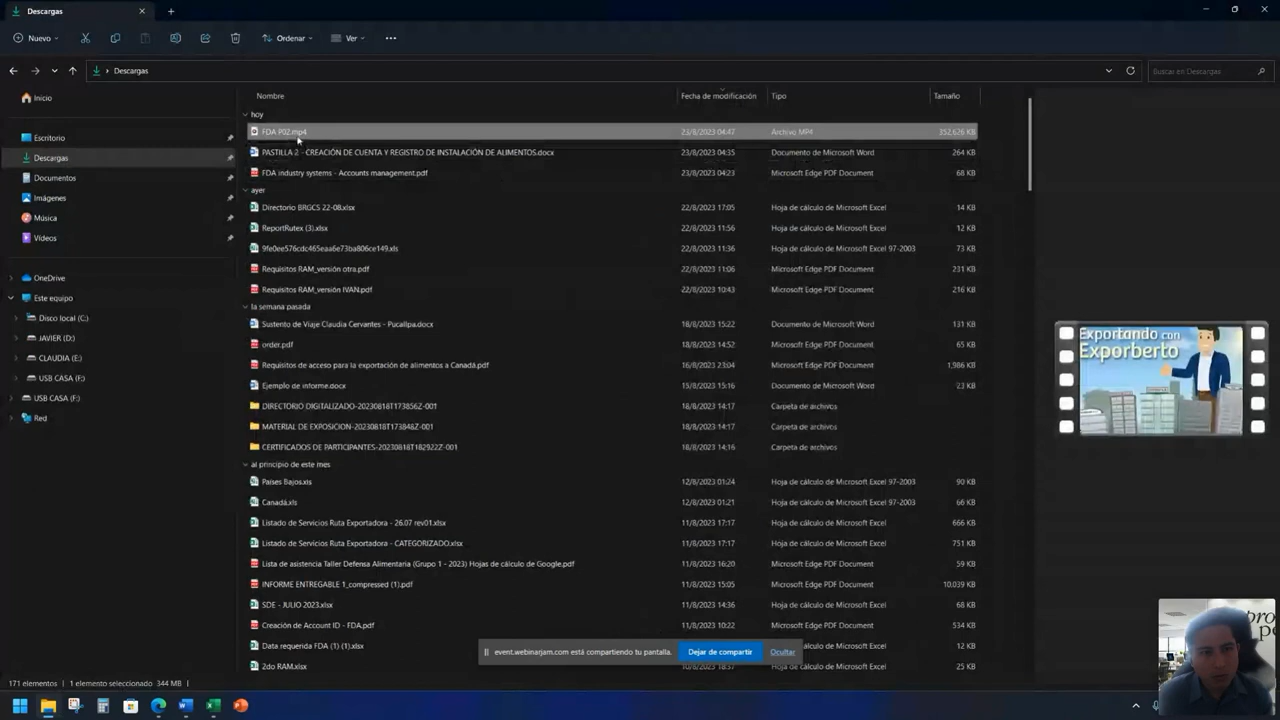 Descargas
Nuevo
Ordenar
Ver
Descargas
Buscar en Descargas
Inicio
Escritorio
Descargas
Documentos
Imágenes
Música
Vídeos
OneDrive
Este equipo
Disco local (C:)
JAVIER (D:)
CLAUDIA (E:)
USB CASA (F:)
USB CASA (F:)
Red
Nombre Fecha de modificación Tipo Tamaño
hoy
FDA P02.mp4 23/8/2023 04:47 Archivo MP4 352,626 KB
PASTILLA 2 - CREACIÓN DE CUENTA Y REGISTRO DE INSTALACIÓN DE ALIMENTOS.docx 23/8/2023 04:35 Documento de Microsoft Word 264 KB
FDA industry systems - Accounts management.pdf 23/8/2023 04:23 Microsoft Edge PDF Document 68 KB
ayer
Directorio BRGCS 22-08.xlsx 22/8/2023 17:05 Hoja de cálculo de Microsoft Excel 14 KB
ReportRutex (3).xlsx 22/8/2023 11:56 Hoja de cálculo de Microsoft Excel 12 KB
9fe0ee576cdc465eaa6e73ba806ce149.xls 22/8/2023 11:36 Hoja de cálculo de Microsoft Excel 97-2003 73 KB
Requisitos RAM_versión otra.pdf 22/8/2023 11:06 Microsoft Edge PDF Document 231 KB
Requisitos RAM_versión IVAN.pdf 22/8/2023 10:43 Microsoft Edge PDF Document 216 KB
la semana pasada
Sustento de Viaje Claudia Cervantes - Pucallpa.docx 18/8/2023 15:22 Documento de Microsoft Word 131 KB
order.pdf 18/8/2023 14:52 Microsoft Edge PDF Document 65 KB
Requisitos de acceso para la exportación de alimentos a Canadá.pdf 16/8/2023 23:04 Microsoft Edge PDF Document 1,986 KB
Ejemplo de informe.docx 15/8/2023 15:16 Documento de Microsoft Word 23 KB
DIRECTORIO DIGITALIZADO-20230818T173856Z-001 18/8/2023 14:17 Carpeta de archivos
MATERIAL DE EXPOSICION-20230818T173848Z-001 18/8/2023 14:17 Carpeta de archivos
CERTIFICADOS DE PARTICIPANTES-20230818T182922Z-001 18/8/2023 14:16 Carpeta de archivos
al principio de este mes
Países Bajos.xls 12/8/2023 01:24 Hoja de cálculo de Microsoft Excel 97-2003 90 KB
Canadá.xls 12/8/2023 01:21 Hoja de cálculo de Microsoft Excel 97-2003 66 KB
Listado de Servicios Ruta Exportadora - 26.07 rev01.xlsx 11/8/2023 17:17 Hoja de cálculo de Microsoft Excel 666 KB
Listado de Servicios Ruta Exportadora - CATEGORIZADO.xlsx 11/8/2023 17:17 Hoja de cálculo de Microsoft Excel 751 KB
Lista de asistencia Taller Defensa Alimentaria (Grupo 1 - 2023) Hojas de cálculo de Google.pdf 11/8/2023 16:20 Microsoft Edge PDF Document 59 KB
INFORME ENTREGABLE 1_compressed (1).pdf 11/8/2023 15:05 Microsoft Edge PDF Document 10,039 KB
SDE - JULIO 2023.xlsx 11/8/2023 14:36 Hoja de cálculo de Microsoft Excel 68 KB
Creación de Account ID - FDA.pdf 11/8/2023 10:22 Microsoft Edge PDF Document 534 KB
Data requerida FDA (1) (1).xlsx 22 KB
2do RAM.xlsx 10/8/2023 18:37 Hoja de cálculo de Microsoft Excel 25 KB
Exportando con
Exporberto
event.webinarjam.com está compartiendo tu pantalla. Dejar de compartir Ocultar
171 elementos 1 elemento seleccionado 344 MB